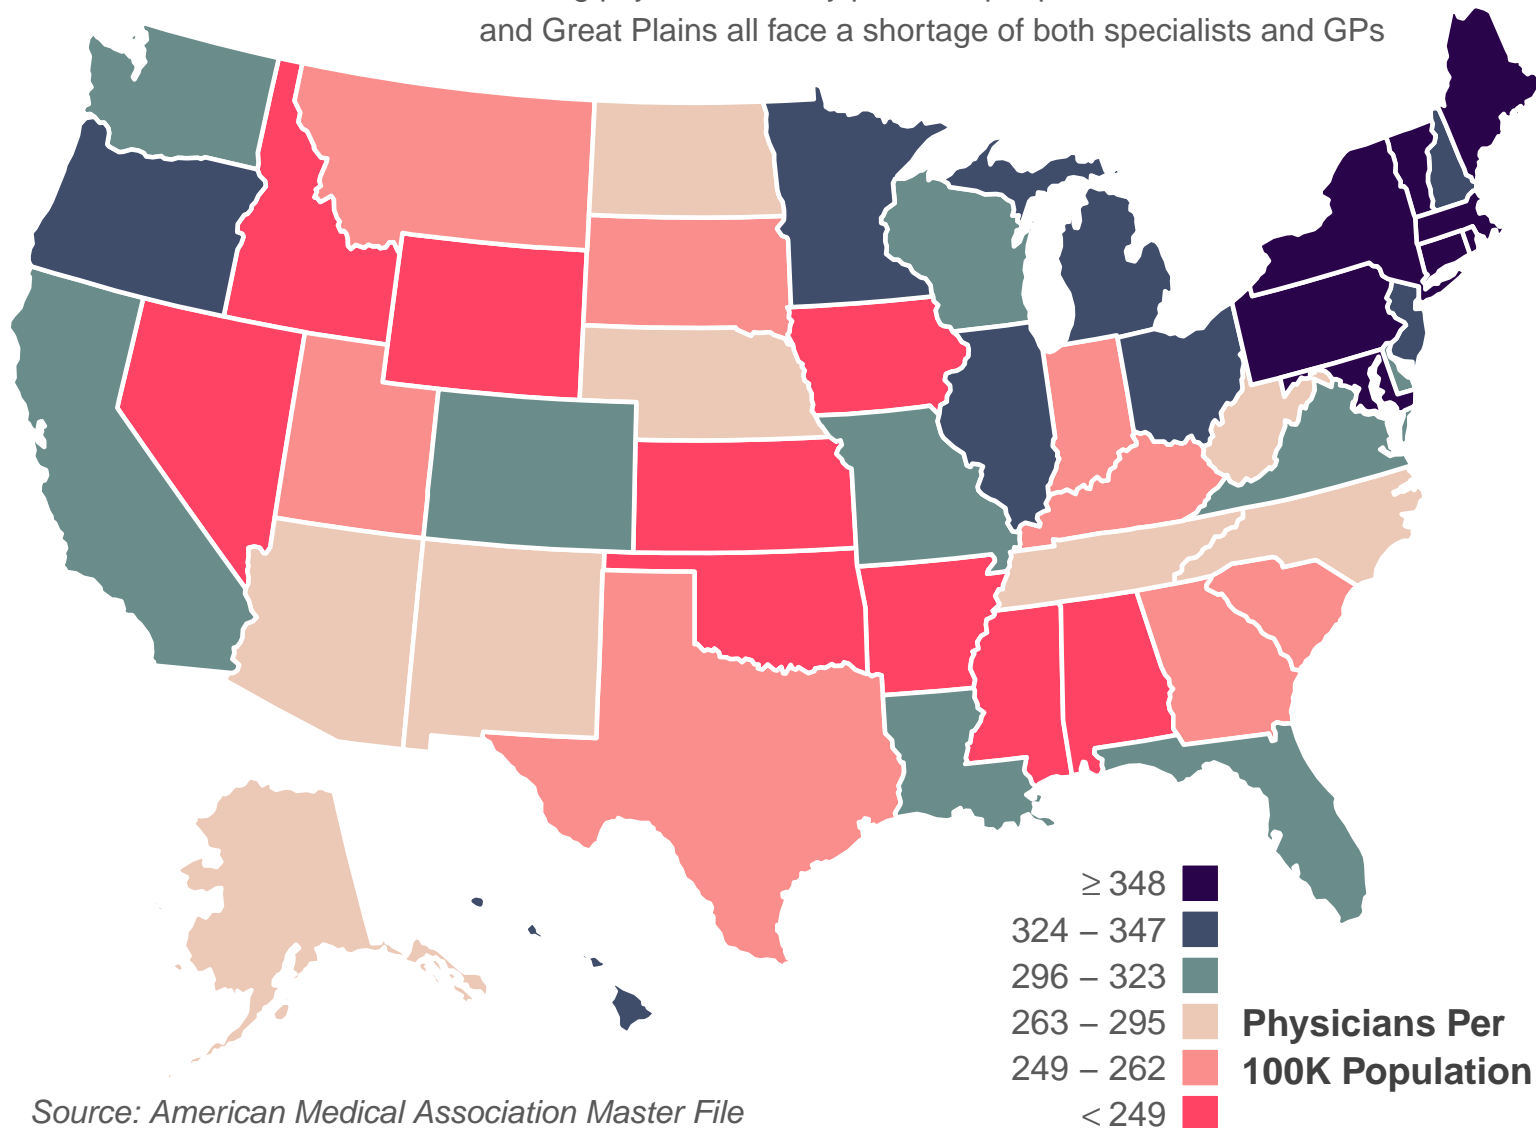 and Great Plains all face a shortage of both specialists and GPs
≥ 348
324 – 347
296 – 323
263 – 295
249 – 262
< 249
Physicians Per
100K Population
Source: American Medical Association Master File